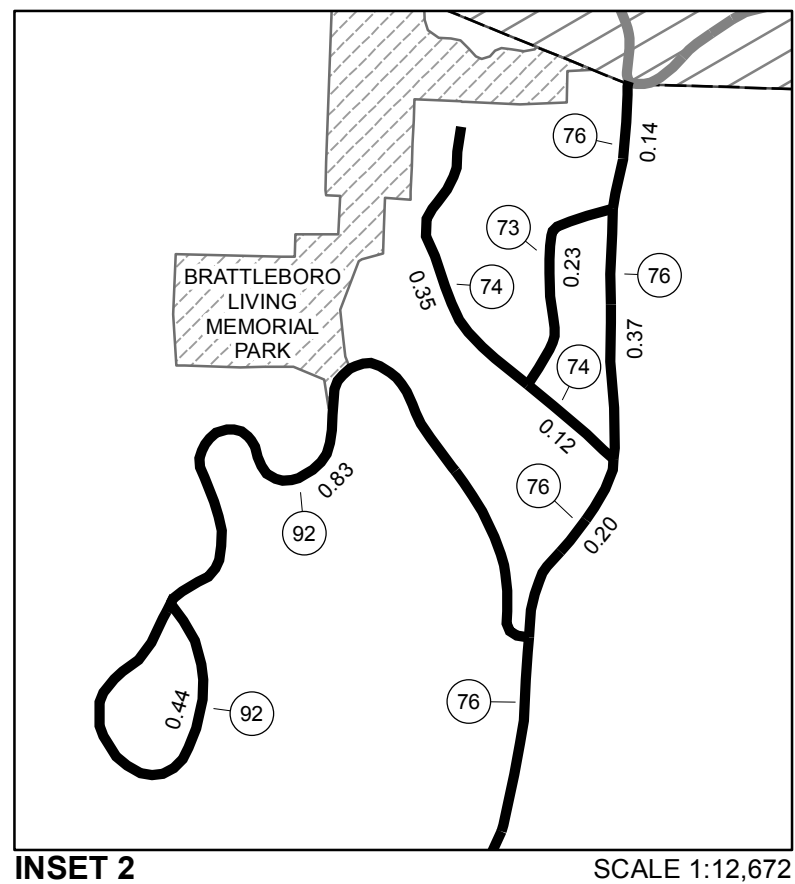 76
0.14
73
0.23
76
74
0.35
BRATTLEBORO
LIVING
MEMORIAL
PARK
0.37
74
0.12
76
0.83
92
0.20
76
0.44
92
INSET 2
SCALE 1:12,672